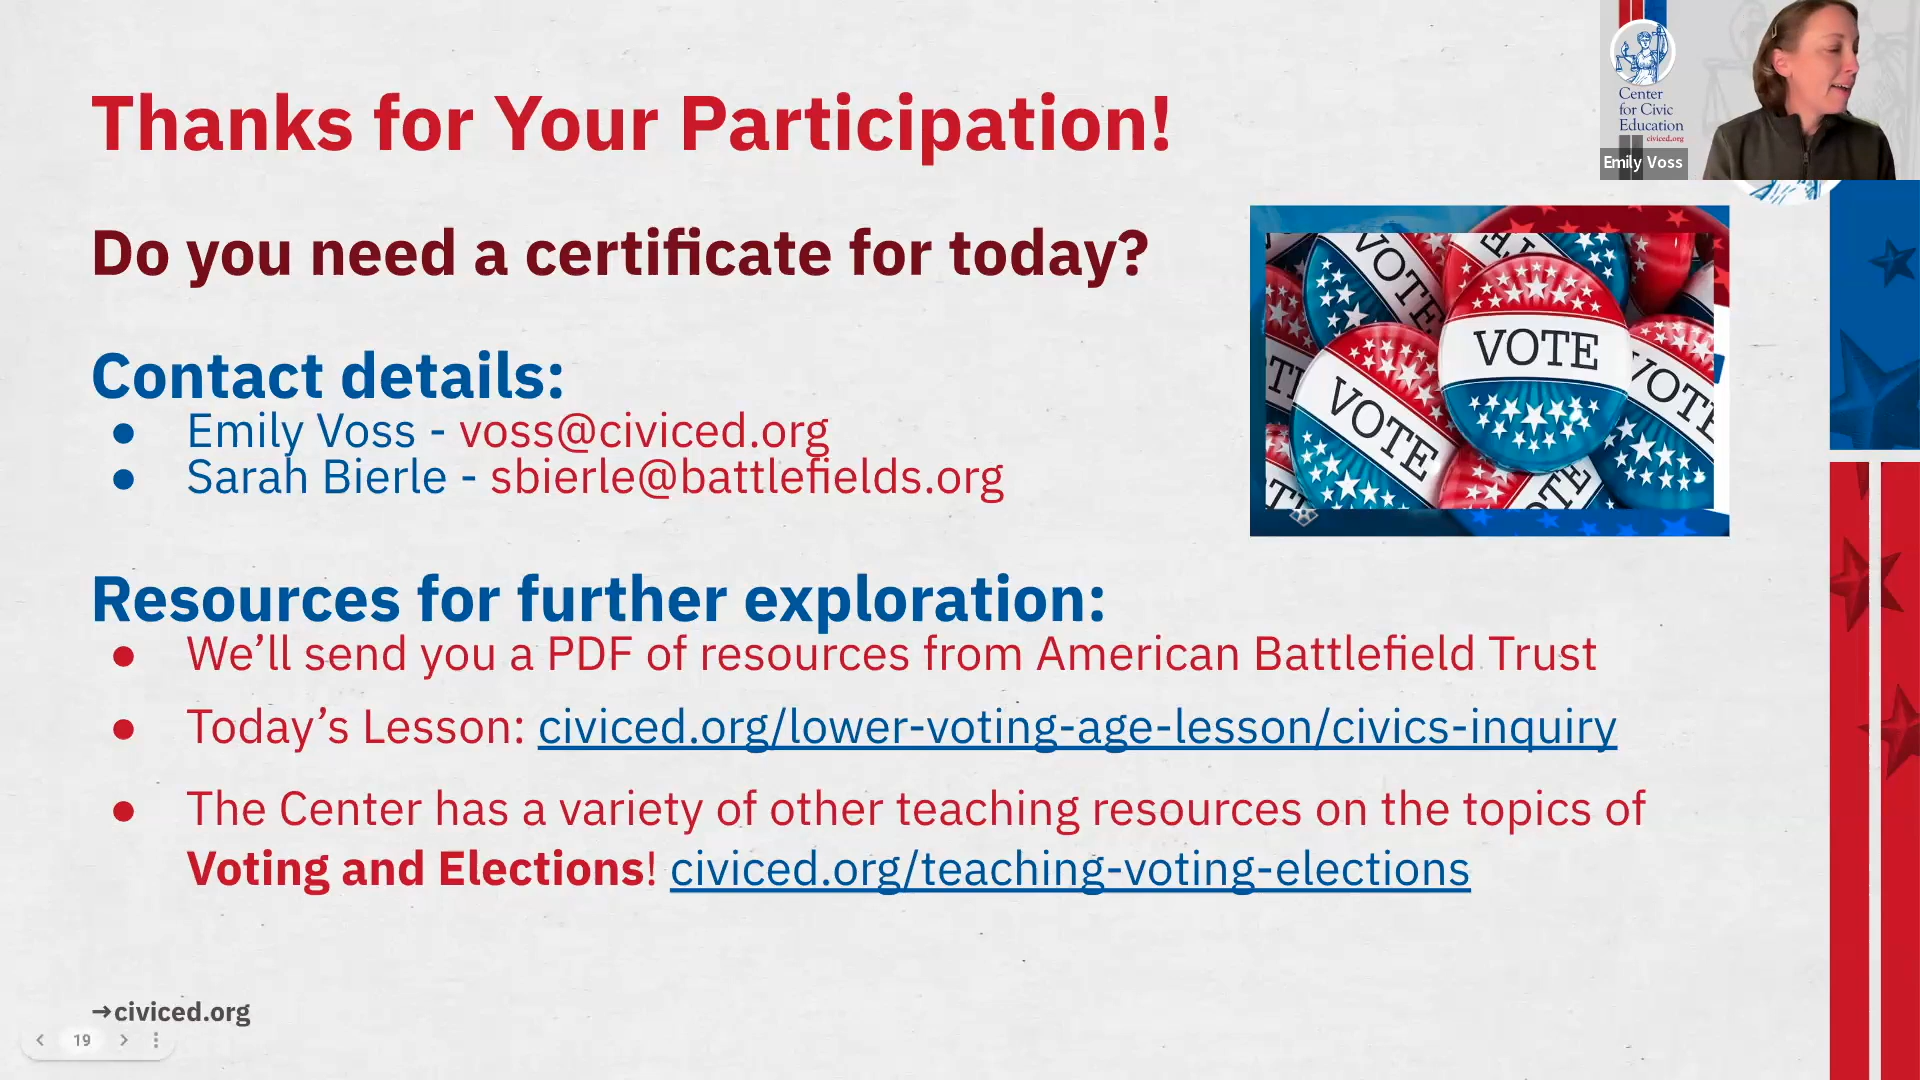 Thanks for Your Participation!
Do you need a certificate for today?
Contact details:
● Emily Voss - voss@civiced.org
● Sarah Bierle - sbierle@battlefields.org
Resources for further exploration:
● We’ll send you a PDF of resources from American Battlefield Trust
● Today’s Lesson: civiced.org/lower-voting-age-lesson/civics-inquiry
● The Center has a variety of other teaching resources on the topics of
Voting and Elections! civiced.org/teaching-voting-elections
→civiced.org
19
Center
for Civic
Education
civiced.org
Emily Voss
VOTE
VOTE
VOTE
VOTE